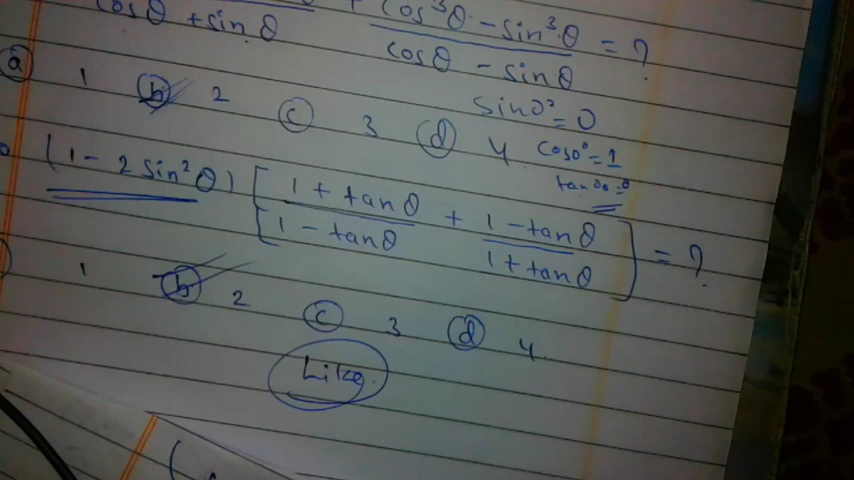 cosθ + sinθ cos³θ - sin³θ / cosθ - sinθ = ?
(a) 1 (b) 2 (c) 3 (d) 4
sin0° = 0
cos0° = 1
tan0° = 0
(1 - 2 sin²θ) [ 1 + tanθ / 1 - tanθ + 1 - tanθ / 1 + tanθ ] = ?
1 (b) 2 (c) 3 (d) 4
Like